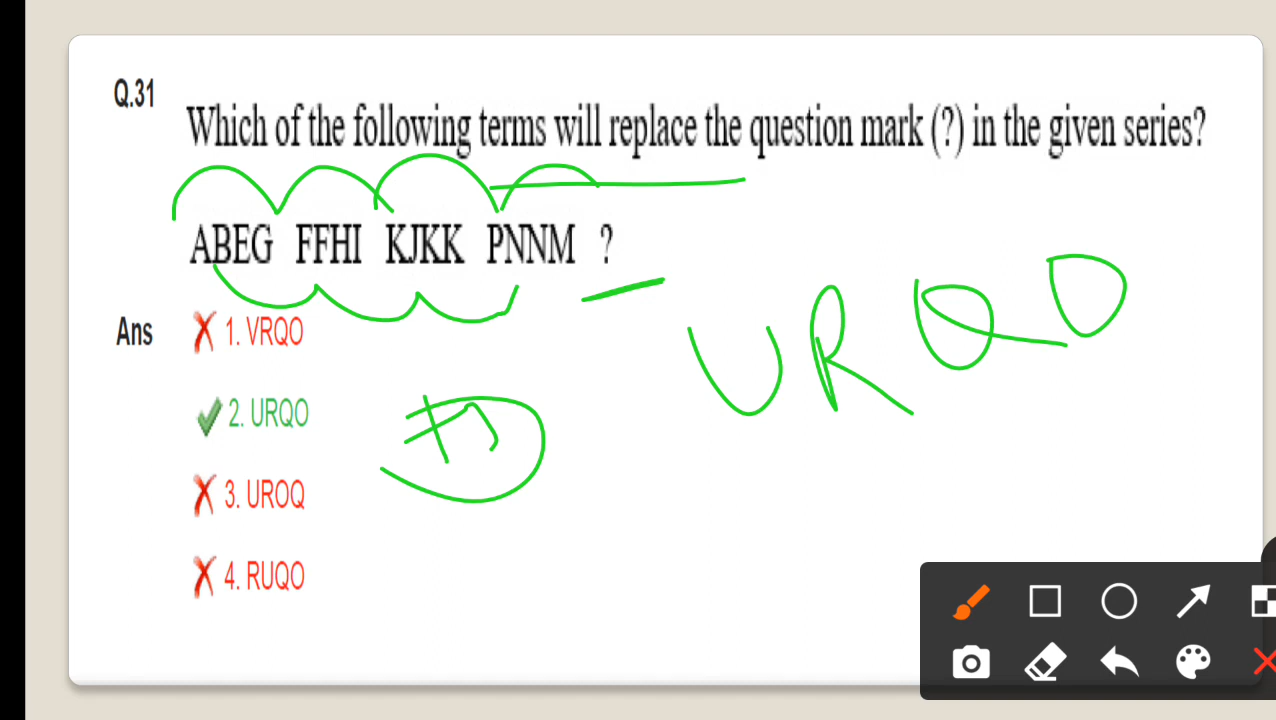 Q.31
Which of the following terms will replace the question mark (?) in the given series?
ABEG FFHI KJKK PNNM ?
Ans
1. VRQO
2. URQO
3. UROQ
4. RUQO
URQO